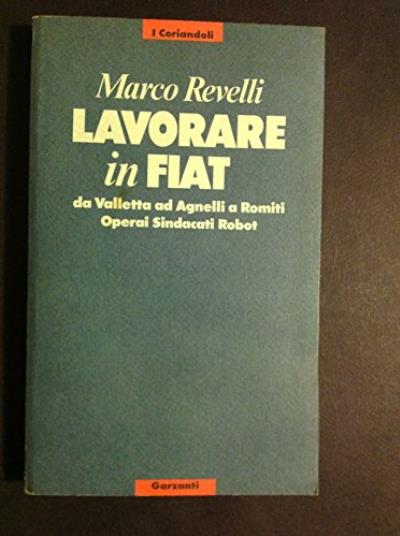 I Coriandoli
Marco Revelli
LAVORARE
in FIAT
da Valletta ad Agnelli a Romiti
Operai Sindacati Robot
Garzanti